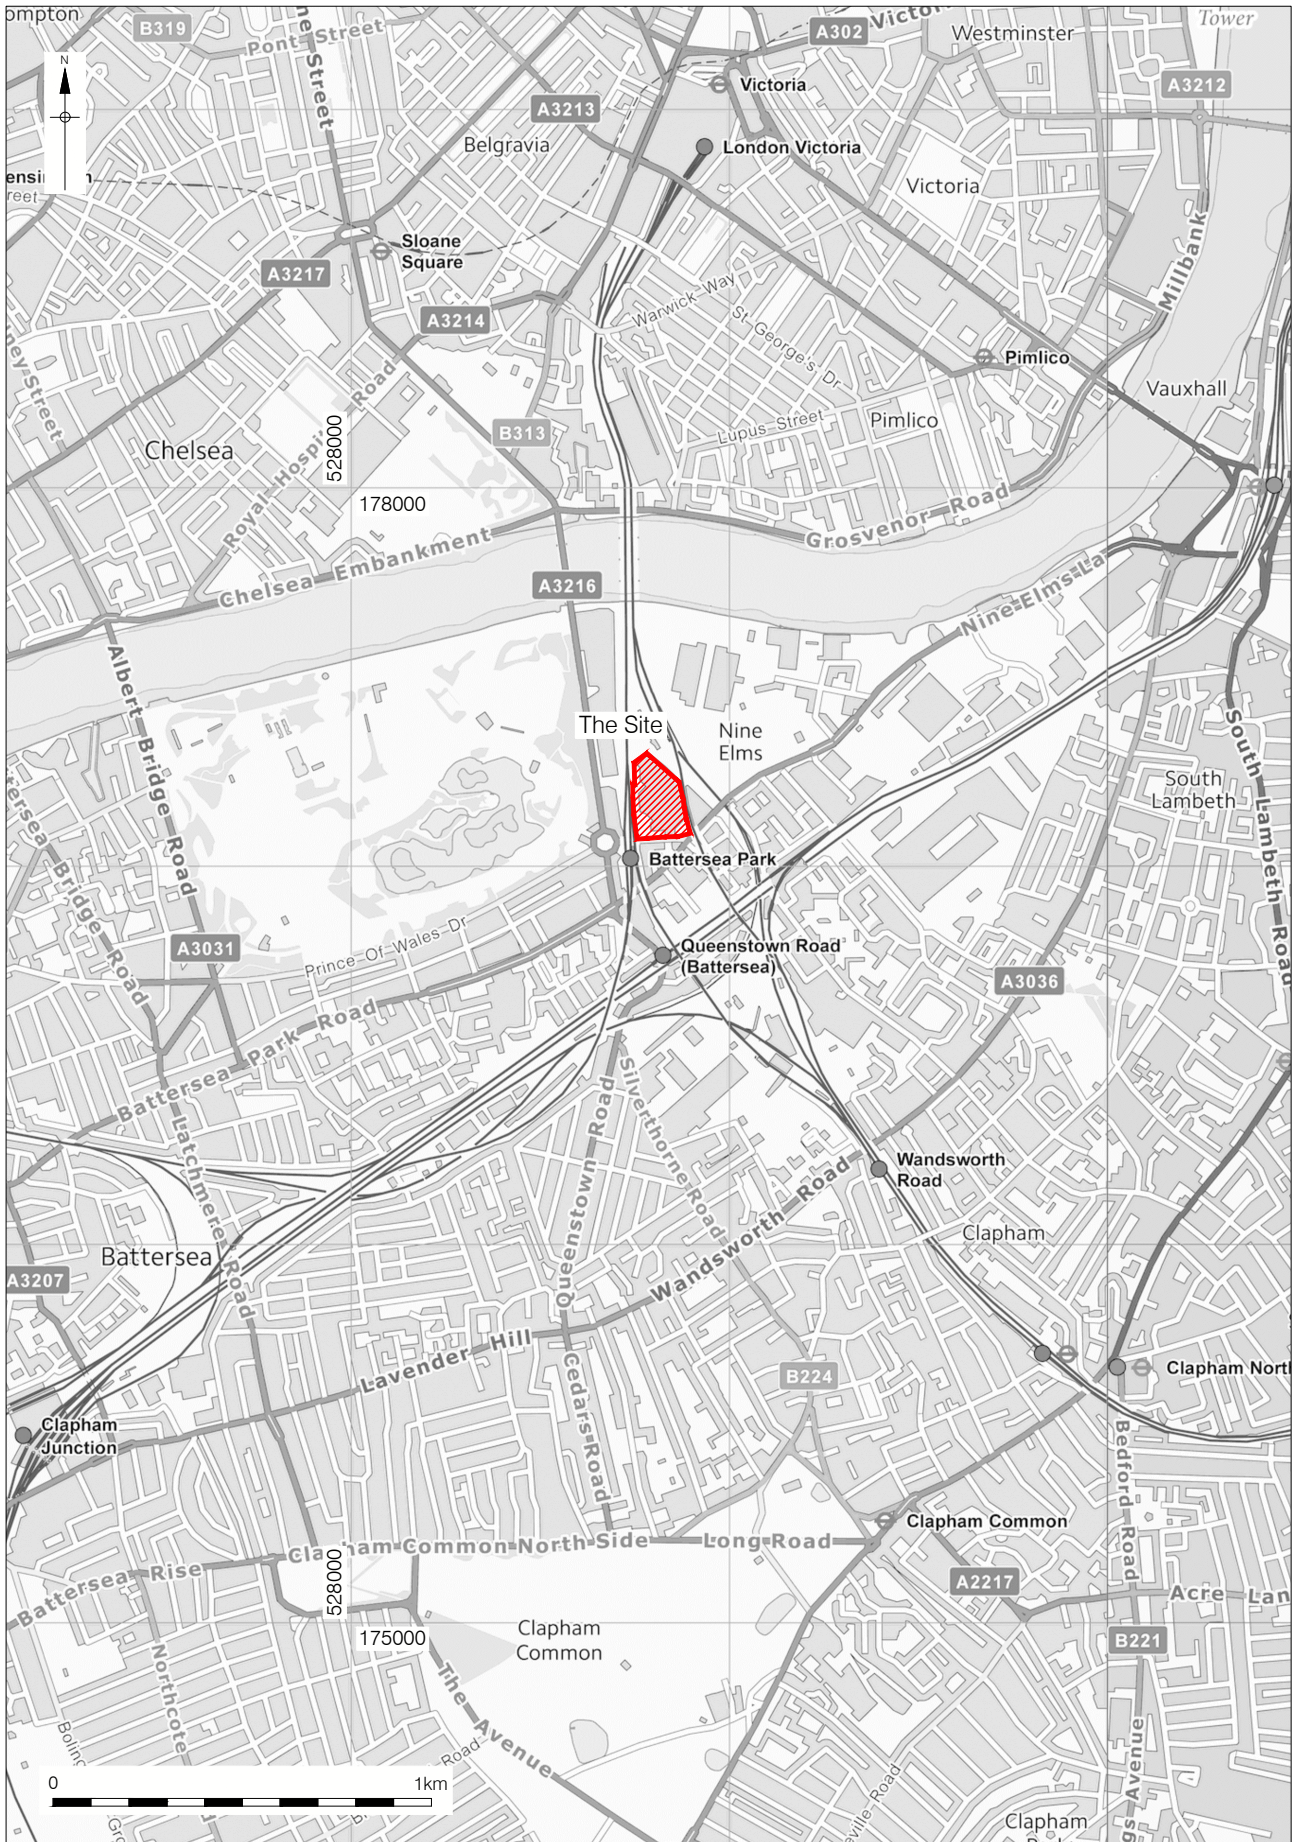 ompton
B319
Pont Street
A302
Westminster
Tower
N
Street
Victoria
A3212
A3213
Belgravia
London Victoria
Victoria
Sloane
Square
A3217
Millbank
A3214
Warwick Way
St George's Dr
Pimlico
Road
Vauxhall
528000
B313
Lupus Street
Pimlico
Chelsea
178000
Grosvenor Road
Chelsea Embankment
A3216
Nine Elms La
Albert Bridge Road
The Site
Nine
Elms
South Lambeth Road
South
Lambeth
Battersea Park
Bridge Road
A3031
Prince Of Wales Dr
Queenstown Road
(Battersea)
A3036
Battersea Park Road
Silverthorne Road
Latchmere Road
Queenstown Road
Wandsworth
Road
Wandsworth Road
Clapham
Battersea
A3207
Lavender Hill
Cedars Road
B224
Clapham North
Clapham
Junction
Bedford Road
Clapham Common
Clapham Common North Side
Long Road
Battersea Rise
528000
A2217
Acre Lan
Clapham
Common
175000
B221
Northcote
The Avenue
Road
0
1km
Avenue
Clapham